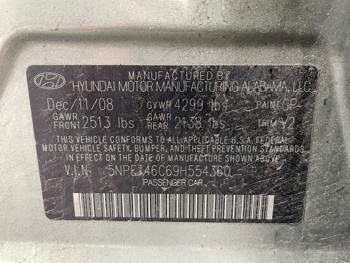 MANUFACTURED BY
HYUNDAI MOTOR MANUFACTURING ALABAMA, LLC
Dec/11/08 GVWR 4299 lbs PAINT GP
GAWR FRONT 2513 lbs GAWR REAR 2138 lbs TRIM V2
THIS VEHICLE CONFORMS TO ALL APPLICABLE U.S. FEDERAL
MOTOR VEHICLE SAFETY, BUMPER, AND THEFT PREVENTION
STANDARDS IN EFFECT ON THE DATE OF MANUFACTURE SHOWN ABOVE.
V.I.N 5NPET46C69H554360
PASSENGER CAR